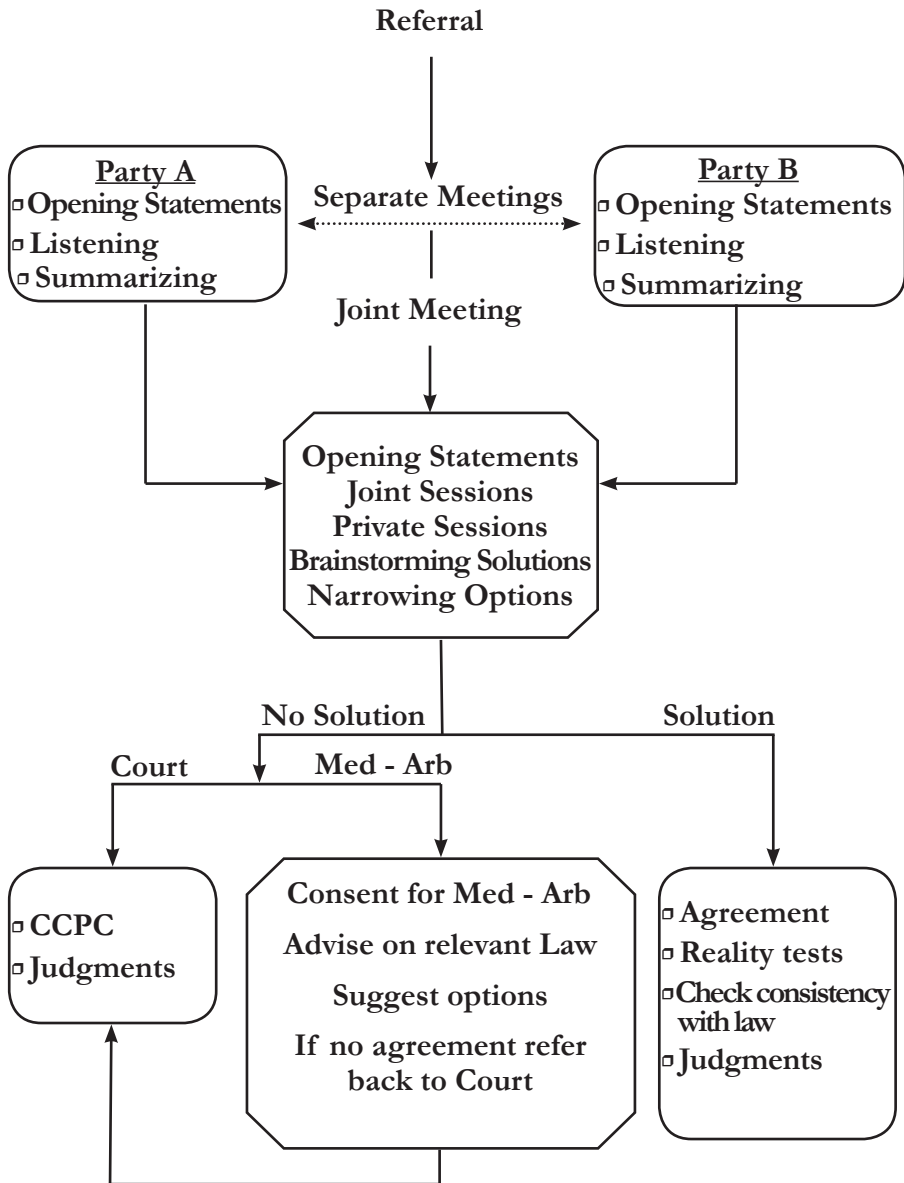 Referral
Party A
▫ Opening Statements
▫ Listening
▫ Summarizing
Separate Meetings
Party B
▫ Opening Statements
▫ Listening
▫ Summarizing
Joint Meeting
Opening Statements
Joint Sessions
Private Sessions
Brainstorming Solutions
Narrowing Options
No Solution
Solution
Court
Med - Arb
▫ CCPC
▫ Judgments
Consent for Med - Arb
Advise on relevant Law
Suggest options
If no agreement refer
back to Court
▫ Agreement
▫ Reality tests
▫ Check consistency
with law
▫ Judgments